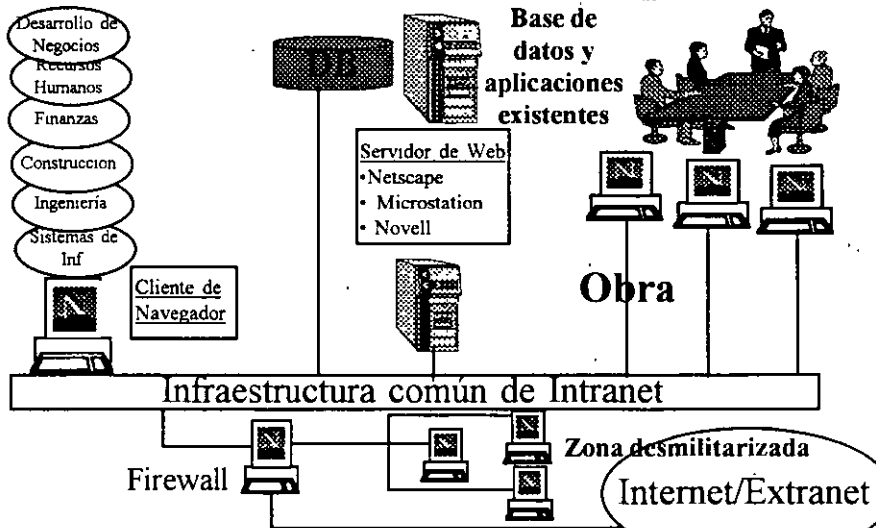 Desarrollo de
Negocios
Recursos
Humanos
Finanzas
Construccion
Ingeniería
Sistemas de
Inf
Cliente de
Navegador
DB
Base de
datos y
aplicaciones
existentes
Servidor de Web
•Netscape
• Microstation
• Novell
Obra
Infraestructura común de Intranet
Firewall
Zona desmilitarizada
Internet/Extranet